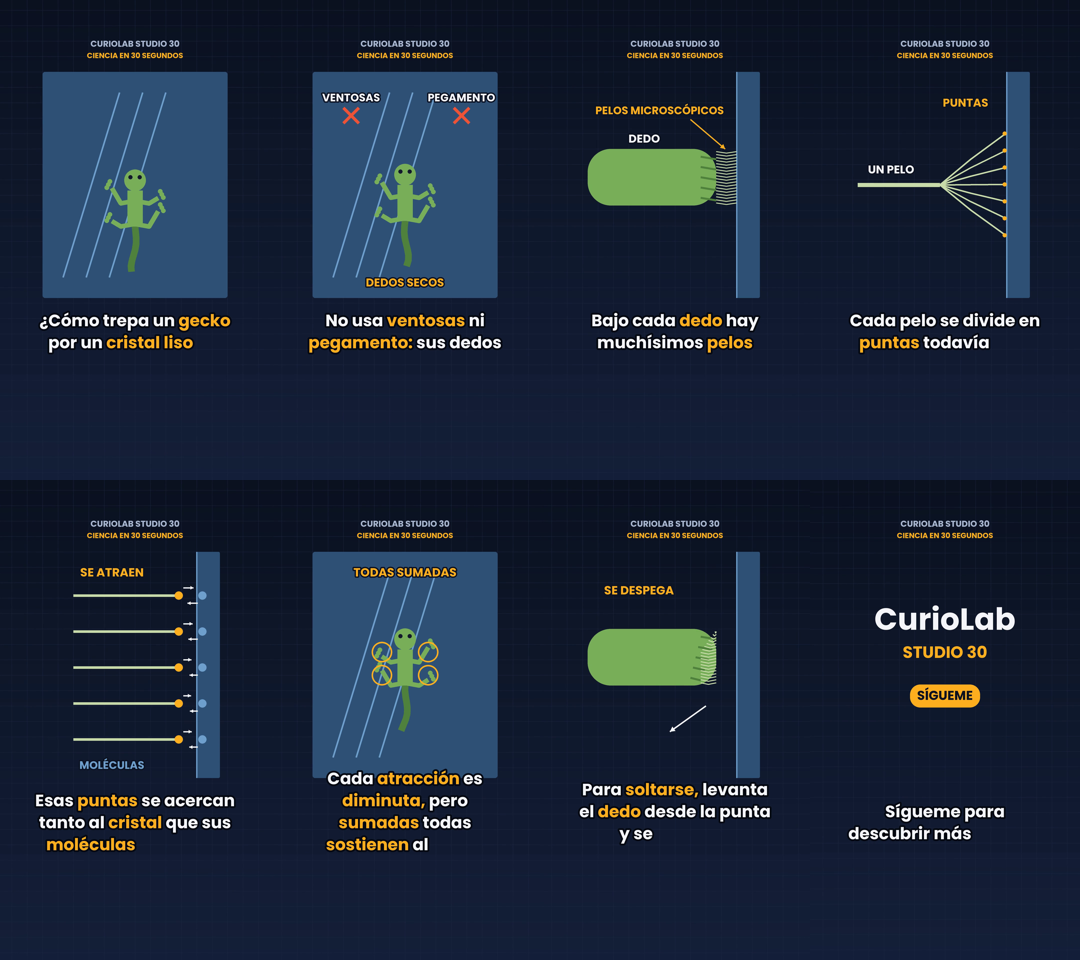 CURIOLAB STUDIO 30
CIENCIA EN 30 SEGUNDOS
¿Cómo trepa un gecko
por un cristal liso
CURIOLAB STUDIO 30
CIENCIA EN 30 SEGUNDOS
VENTOSAS
PEGAMENTO
DEDOS SECOS
No usa ventosas ni
pegamento: sus dedos
CURIOLAB STUDIO 30
CIENCIA EN 30 SEGUNDOS
PELOS MICROSCÓPICOS
DEDO
Bajo cada dedo hay
muchísimos pelos
CURIOLAB STUDIO 30
CIENCIA EN 30 SEGUNDOS
PUNTAS
UN PELO
Cada pelo se divide en
puntas todavía
CURIOLAB STUDIO 30
CIENCIA EN 30 SEGUNDOS
SE ATRAEN
MOLÉCULAS
Esas puntas se acercan
tanto al cristal que sus
moléculas
CURIOLAB STUDIO 30
CIENCIA EN 30 SEGUNDOS
TODAS SUMADAS
Cada atracción es
diminuta, pero
sumadas todas
sostienen al
CURIOLAB STUDIO 30
CIENCIA EN 30 SEGUNDOS
SE DESPEGA
Para soltarse, levanta
el dedo desde la punta
y se
CURIOLAB STUDIO 30
CIENCIA EN 30 SEGUNDOS
CurioLab
STUDIO 30
SÍGUEME
Sígueme para
descubrir más